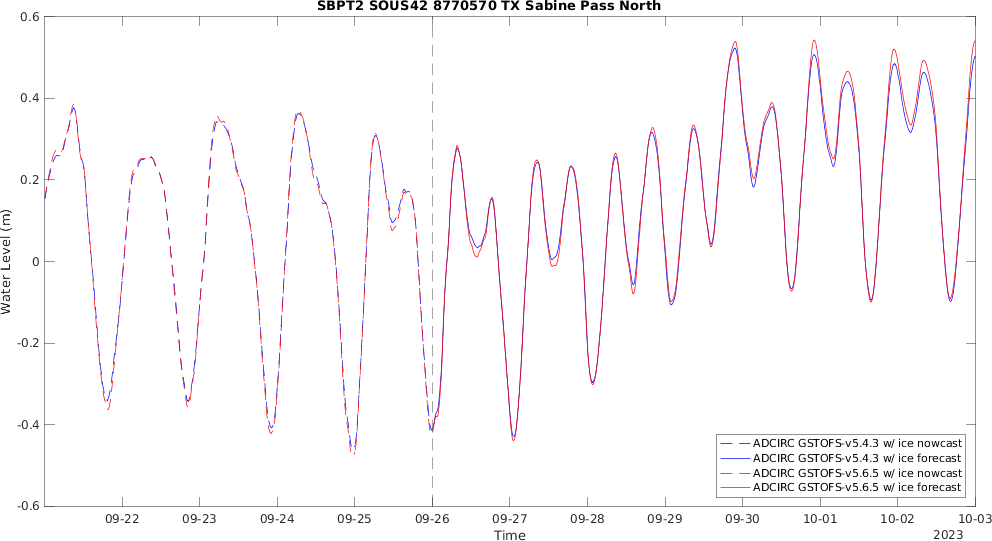 SBPT2 SOUS42 8770570 TX Sabine Pass North
0.6
0.4
0.2
0
-0.2
-0.4
-0.6
Water Level (m)
09-22
09-23
09-24
09-25
09-26
09-27
09-28
09-29
09-30
10-01
10-02
10-03
Time
2023
ADCIRC GSTOFS-v5.4.3 w/ ice nowcast
ADCIRC GSTOFS-v5.4.3 w/ ice forecast
ADCIRC GSTOFS-v5.6.5 w/ ice nowcast
ADCIRC GSTOFS-v5.6.5 w/ ice forecast